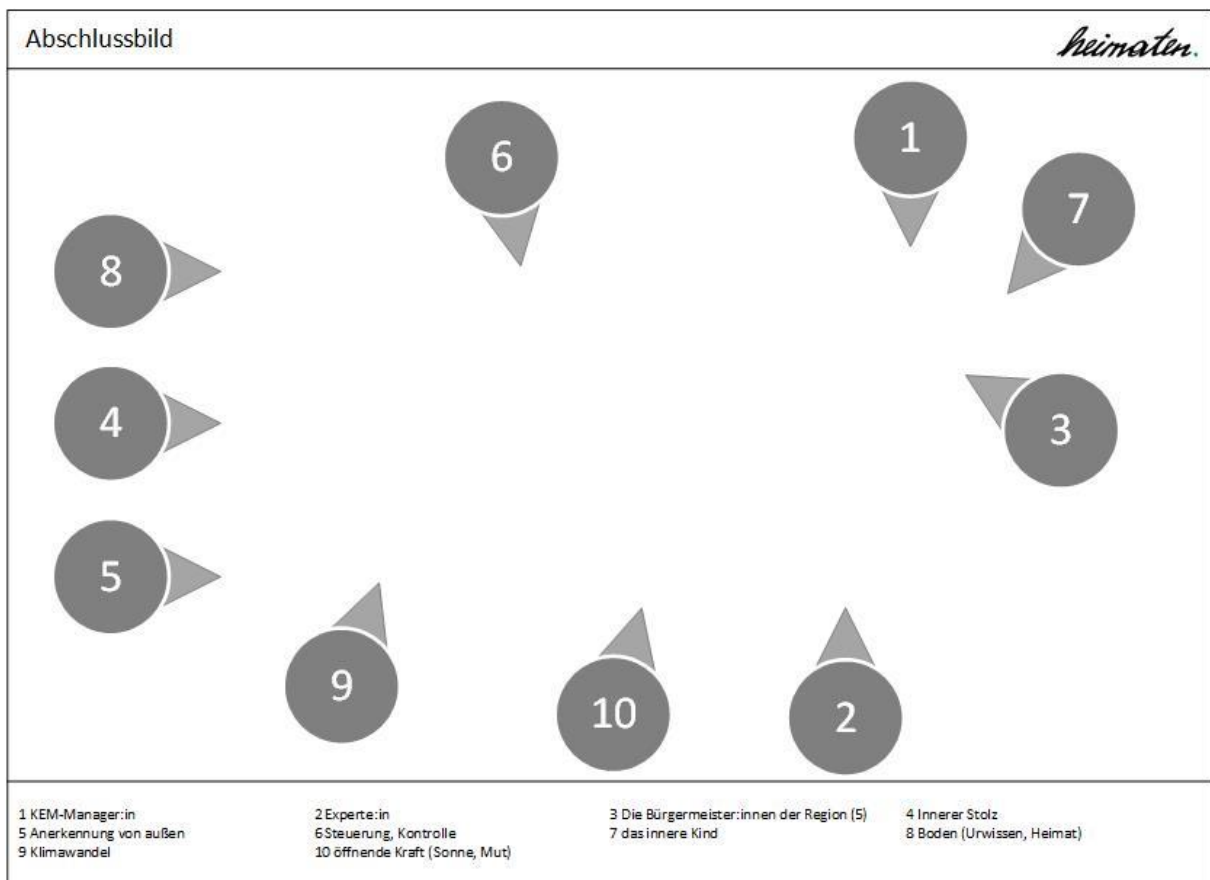 Abschlussbild
heimaten.
6
1
7
8
4
3
5
9
10
2
1 KEM-Manager:in 2 Experte:in 3 Die Bürgermeister:innen der Region (5) 4 Innerer Stolz
5 Anerkennung von außen 6 Steuerung, Kontrolle 7 das innere Kind 8 Boden (Urwissen, Heimat)
9 Klimawandel 10 öffnende Kraft (Sonne, Mut)